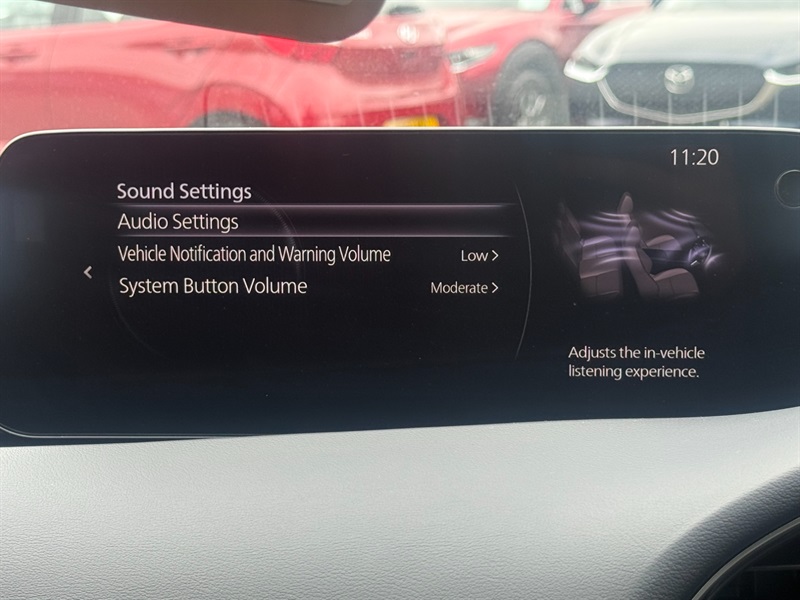 11:20
Sound Settings
Audio Settings
Vehicle Notification and Warning Volume Low >
System Button Volume Moderate >
<
Adjusts the in-vehicle
listening experience.